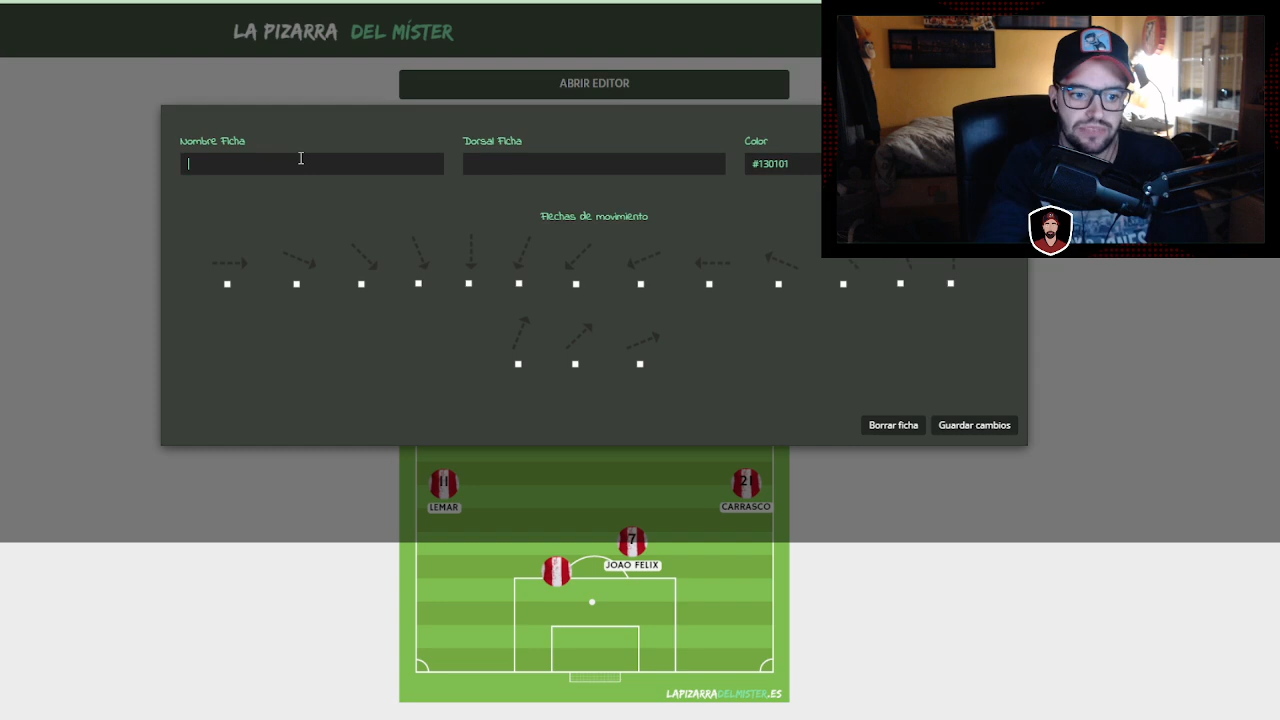 LA PIZARRA DEL MÍSTER
ABRIR EDITOR
Nombre Ficha
Dorsal Ficha
Color
#130101
Flechas de movimiento
Borrar ficha
Guardar cambios
11
LEMAR
21
CARRASCO
7
JOAO FELIX
LAPIZARRADELMISTER.ES